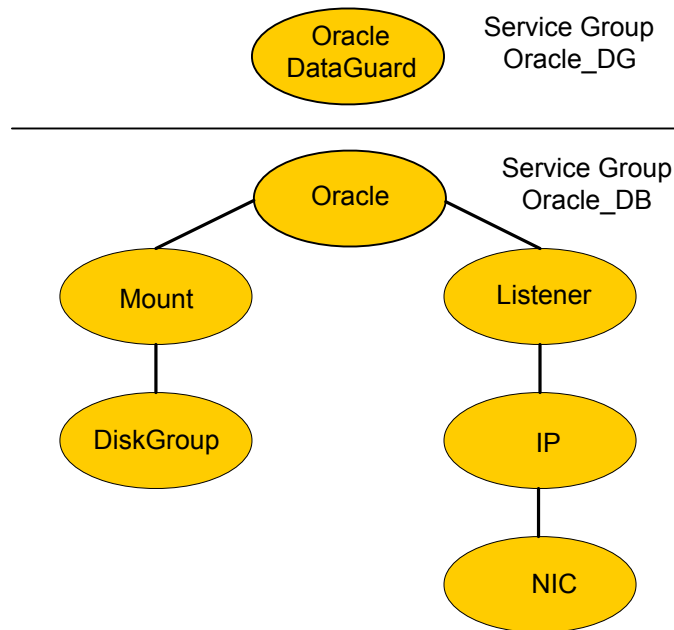 Oracle
DataGuard
Service Group
Oracle_DG
Service Group
Oracle_DB
Oracle
Mount
Listener
DiskGroup
IP
NIC